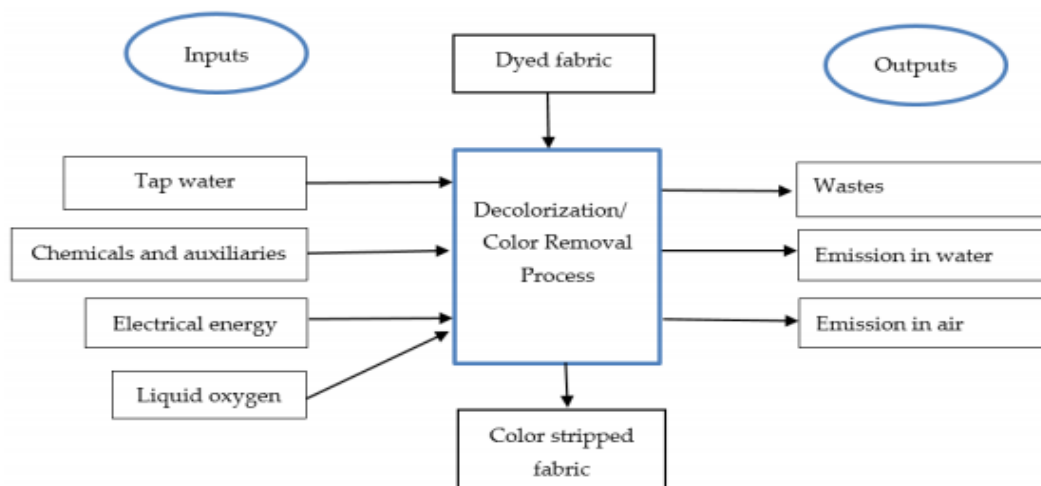 Inputs
Dyed fabric
Outputs
Tap water
Chemicals and auxiliaries
Electrical energy
Liquid oxygen
Decolorization/
Color Removal
Process
Wastes
Emission in water
Emission in air
Color stripped
fabric